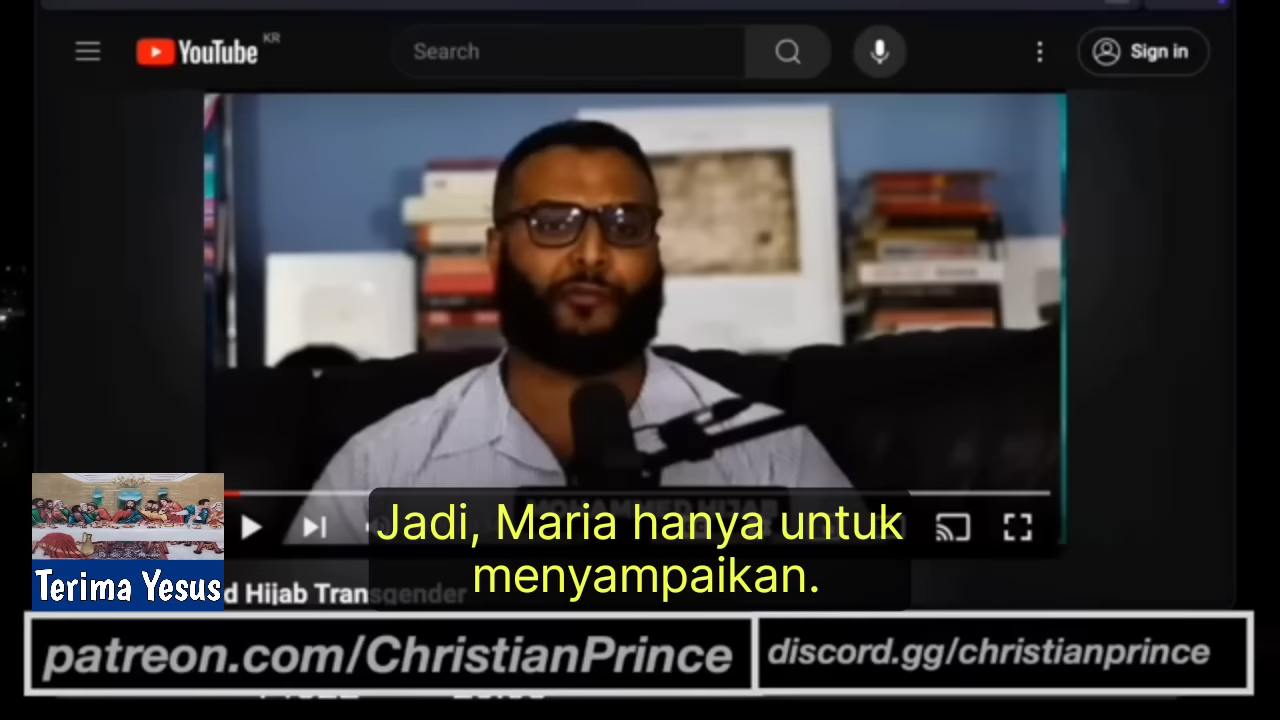 YouTube KR
Search
Sign in
Jadi, Maria hanya untuk
menyampaikan.
Terima Yesus
d Hijab Transgender
patreon.com/ChristianPrince
discord.gg/christianprince